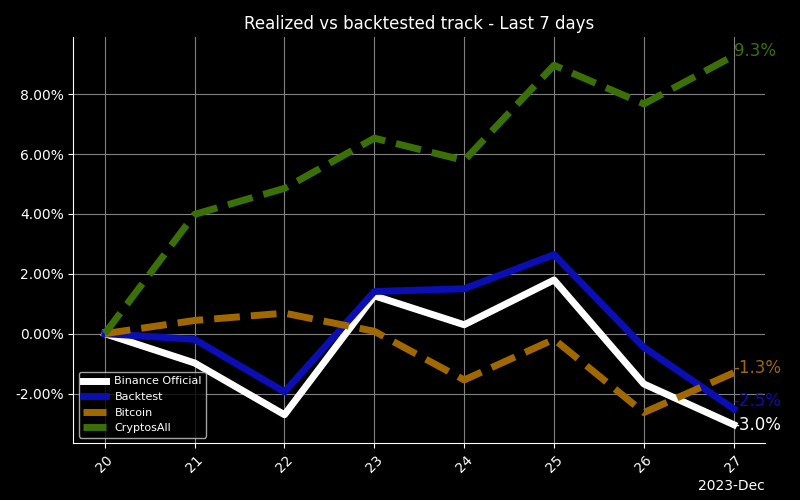 Realized vs backtested track - Last 7 days
9.3%
8.00%
6.00%
4.00%
2.00%
0.00%
-2.00%
-1.3%
-2.5%
-3.0%
Binance Official
Backtest
Bitcoin
CryptosAll
20 21 22 23 24 25 26 27
2023-Dec